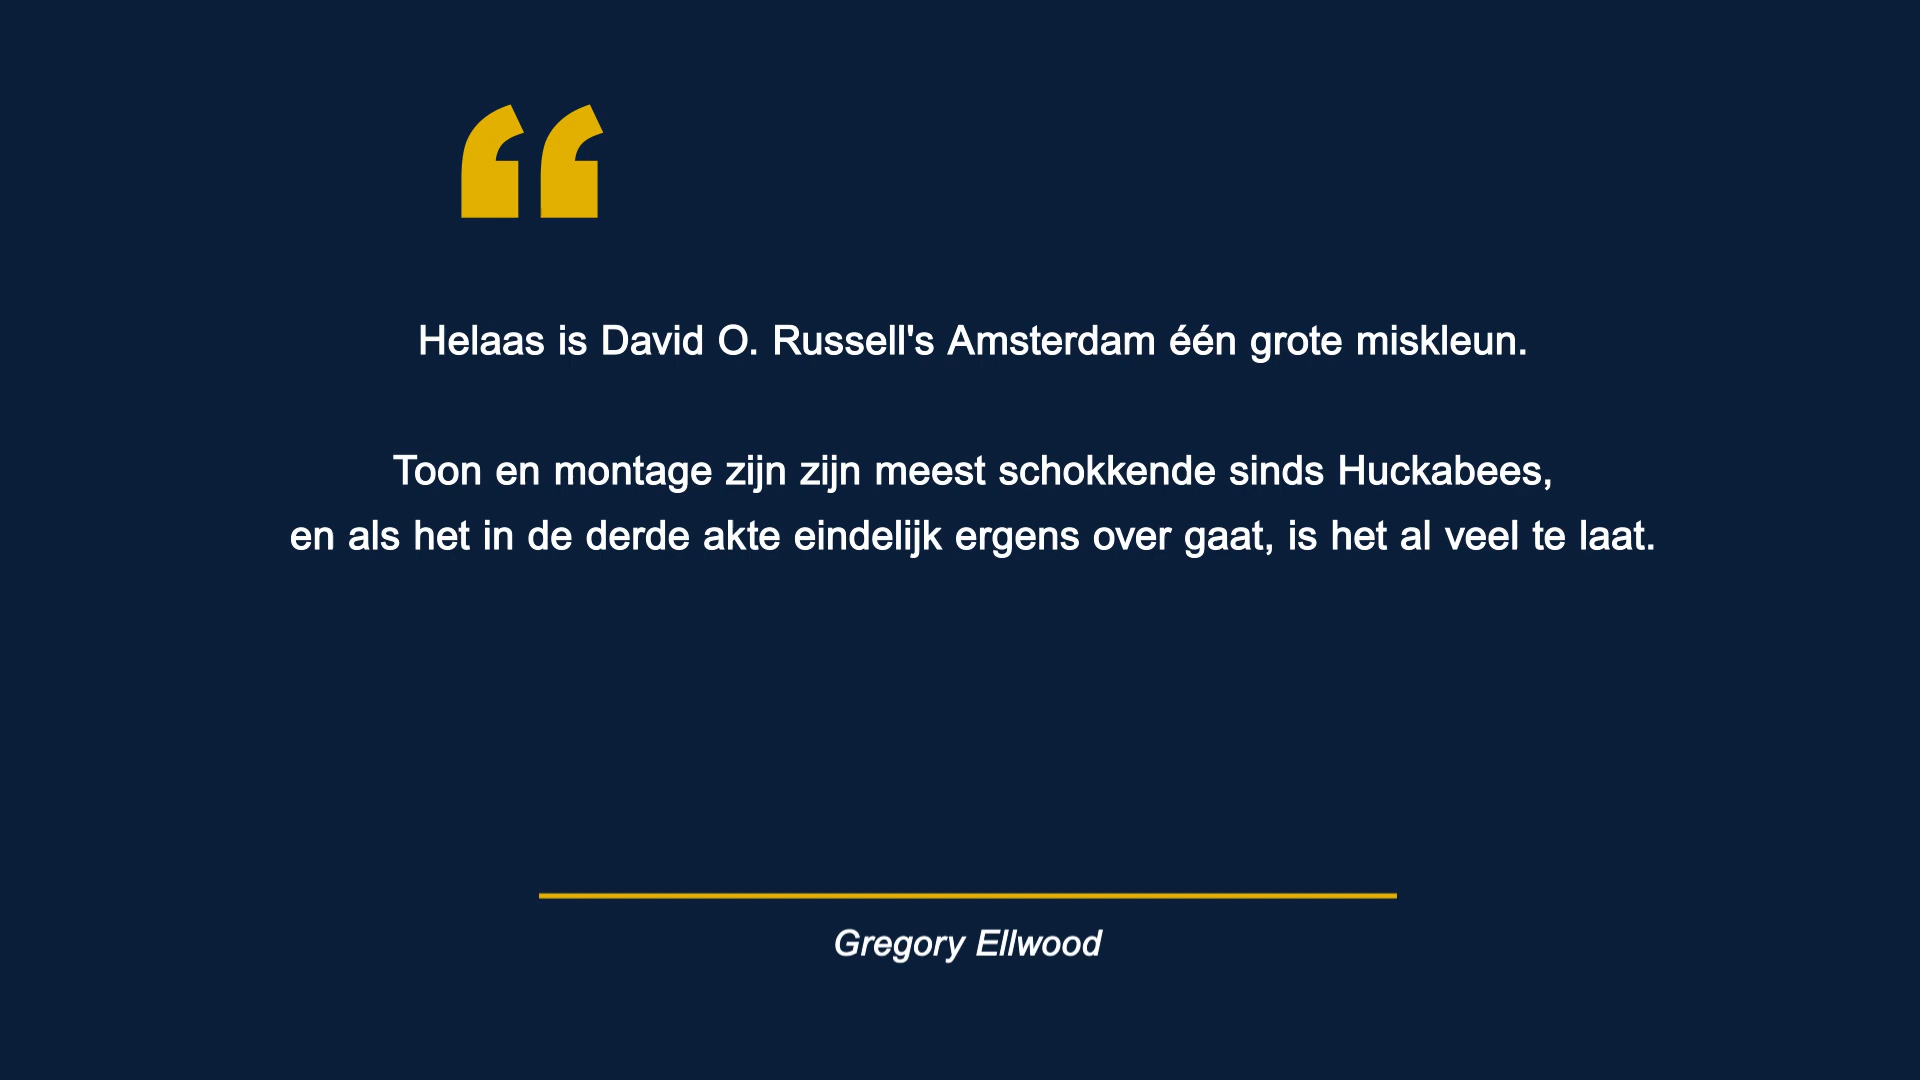 Helaas is David O. Russell's Amsterdam één grote miskleun.
Toon en montage zijn zijn meest schokkende sinds Huckabees,
en als het in de derde akte eindelijk ergens over gaat, is het al veel te laat.
Gregory Ellwood